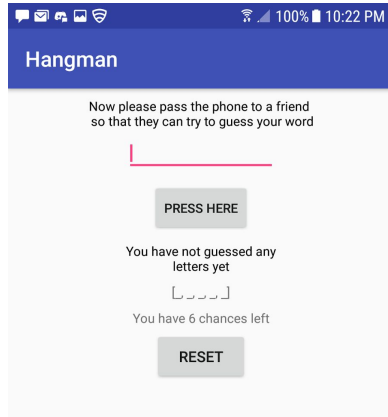 100% 10:22 PM
Hangman
Now please pass the phone to a friend
so that they can try to guess your word
PRESS HERE
You have not guessed any
letters yet
[_, _, _, _]
You have 6 chances left
RESET